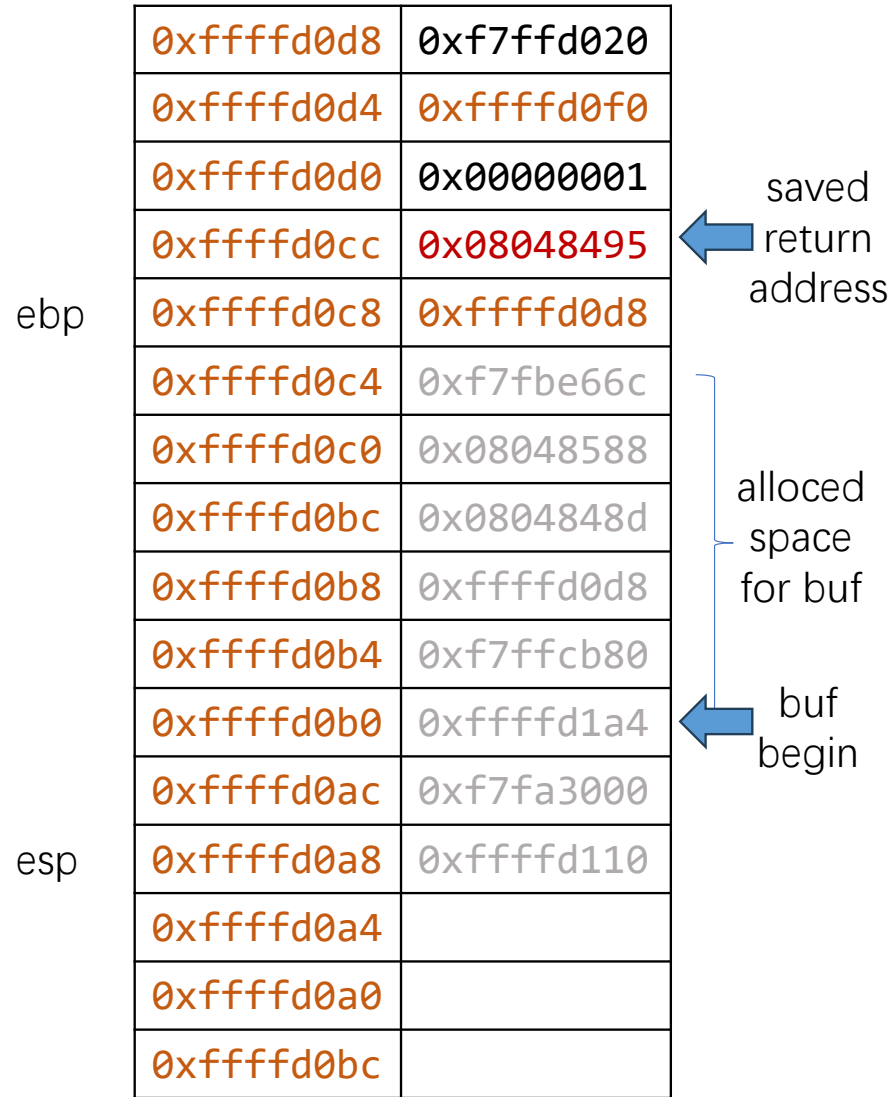 0xffffd0d8 0xf7ffd020
0xffffd0d4 0xffffd0f0
0xffffd0d0 0x00000001
saved
return
address
0xffffd0cc 0x08048495
ebp 0xffffd0c8 0xffffd0d8
0xffffd0c4 0xf7fbe66c
0xffffd0c0 0x08048588
alloced
space
for buf
0xffffd0bc 0x0804848d
0xffffd0b8 0xffffd0d8
0xffffd0b4 0xf7ffcb80
buf
begin
0xffffd0b0 0xffffd1a4
0xffffd0ac 0xf7fa3000
esp 0xffffd0a8 0xffffd110
0xffffd0a4
0xffffd0a0
0xffffd0bc